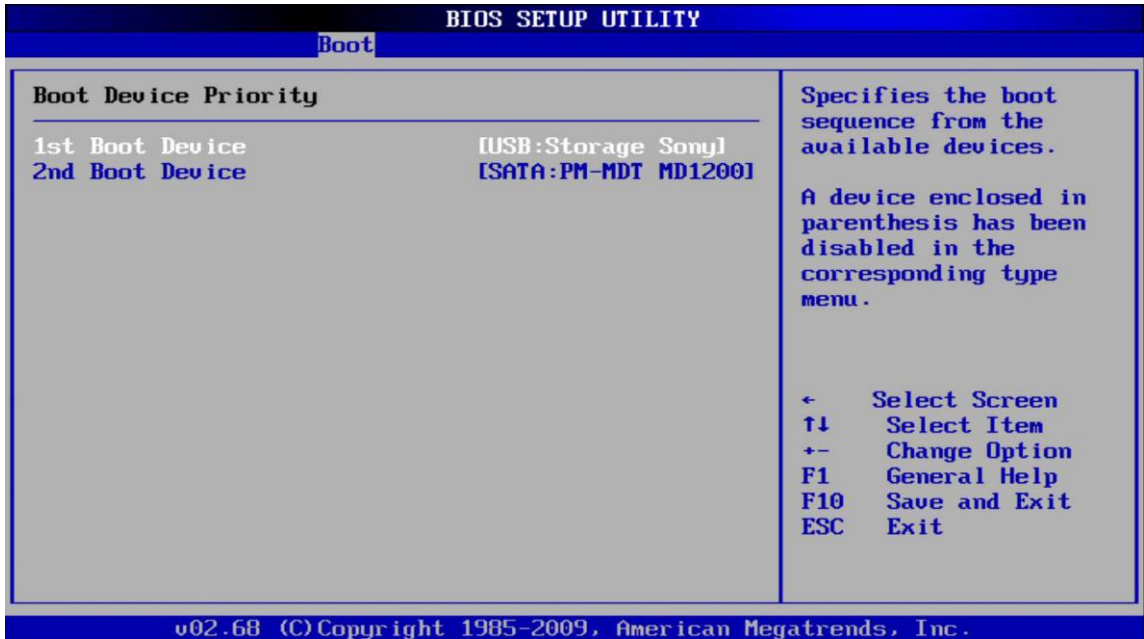 BIOS SETUP UTILITY
Boot
Boot Device Priority
1st Boot Device [USB:Storage Sony]
2nd Boot Device [SATA:PM-MDT MD1200]
Specifies the boot
sequence from the
available devices.
A device enclosed in
parenthesis has been
disabled in the
corresponding type
menu.
← Select Screen
↑↓ Select Item
+- Change Option
F1 General Help
F10 Save and Exit
ESC Exit
v02.68 (C)Copyright 1985-2009, American Megatrends, Inc.